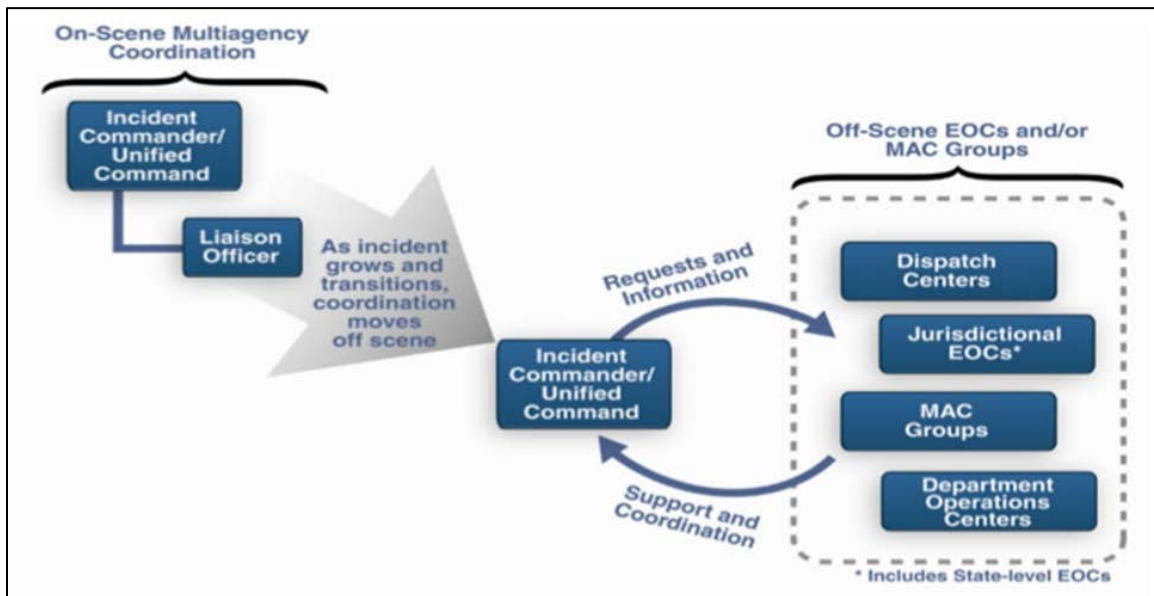 On-Scene Multiagency
Coordination
Incident
Commander/
Unified
Command
Liaison
Officer
As incident
grows and
transitions,
coordination
moves
off scene
Incident
Commander/
Unified
Command
Requests and
Information
Support and
Coordination
Off-Scene EOCs and/or
MAC Groups
Dispatch
Centers
Jurisdictional
EOCs*
MAC
Groups
Department
Operations
Centers
* Includes State-level EOCs